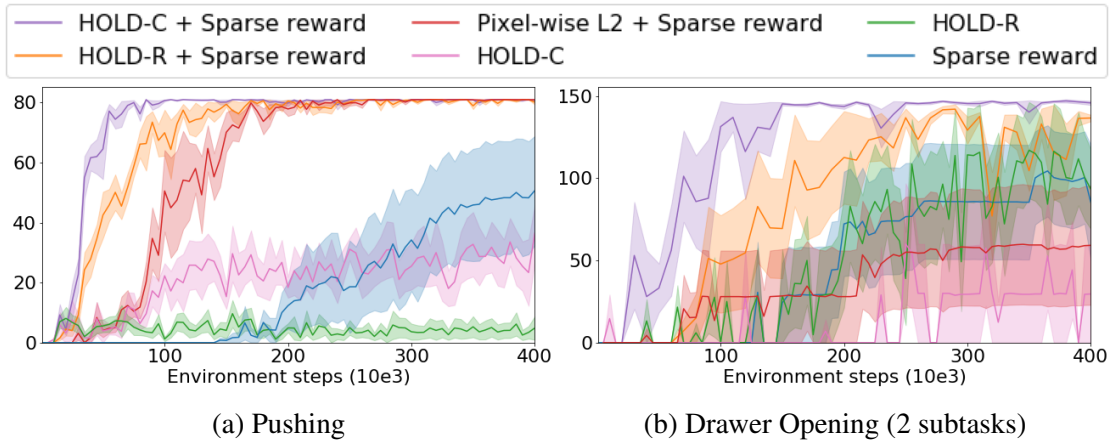 HOLD-C + Sparse reward
Pixel-wise L2 + Sparse reward
HOLD-R
HOLD-R + Sparse reward
HOLD-C
Sparse reward
80
60
40
20
0
100
200
300
400
Environment steps (10e3)
150
100
50
0
100
200
300
400
Environment steps (10e3)
(a) Pushing
(b) Drawer Opening (2 subtasks)